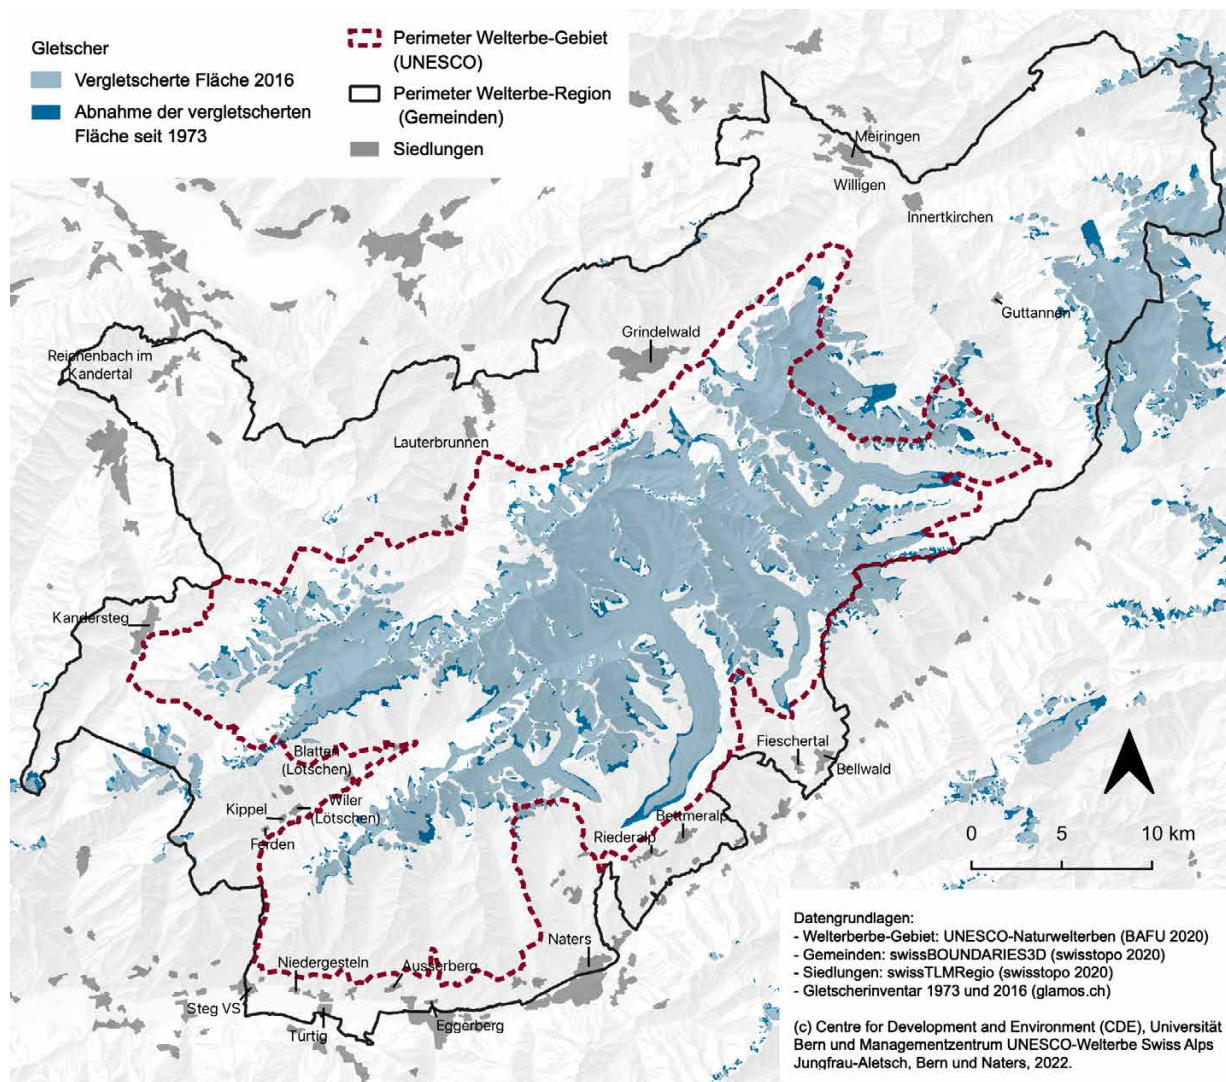 Gletscher
Vergletscherte Fläche 2016
Abnahme der vergletscherten
Fläche seit 1973
Perimeter Welterbe-Gebiet
(UNESCO)
Perimeter Welterbe-Region
(Gemeinden)
Siedlungen
Meiringen
Willigen
Innertkirchen
Guttannen
Grindelwald
Reichenbach im
Kandertal
Lauterbrunnen
Kandersteg
Blatten
(Lötschen)
Wiler
(Lötschen)
Kippel
Ferden
Fieschertal
Bellwald
Bettmeralp
Riederalp
Naters
Niedergesteln
Ausserberg
Steg VS
Turtig
Eggerberg
0 5 10 km
Datengrundlagen:
- Welterberbe-Gebiet: UNESCO-Naturwelterben (BAFU 2020)
- Gemeinden: swissBOUNDARIES3D (swisstopo 2020)
- Siedlungen: swissTLMRegio (swisstopo 2020)
- Gletscherinventar 1973 und 2016 (glamos.ch)
(c) Centre for Development and Environment (CDE), Universität
Bern und Managementzentrum UNESCO-Welterbe Swiss Alps
Jungfrau-Aletsch, Bern und Naters, 2022.